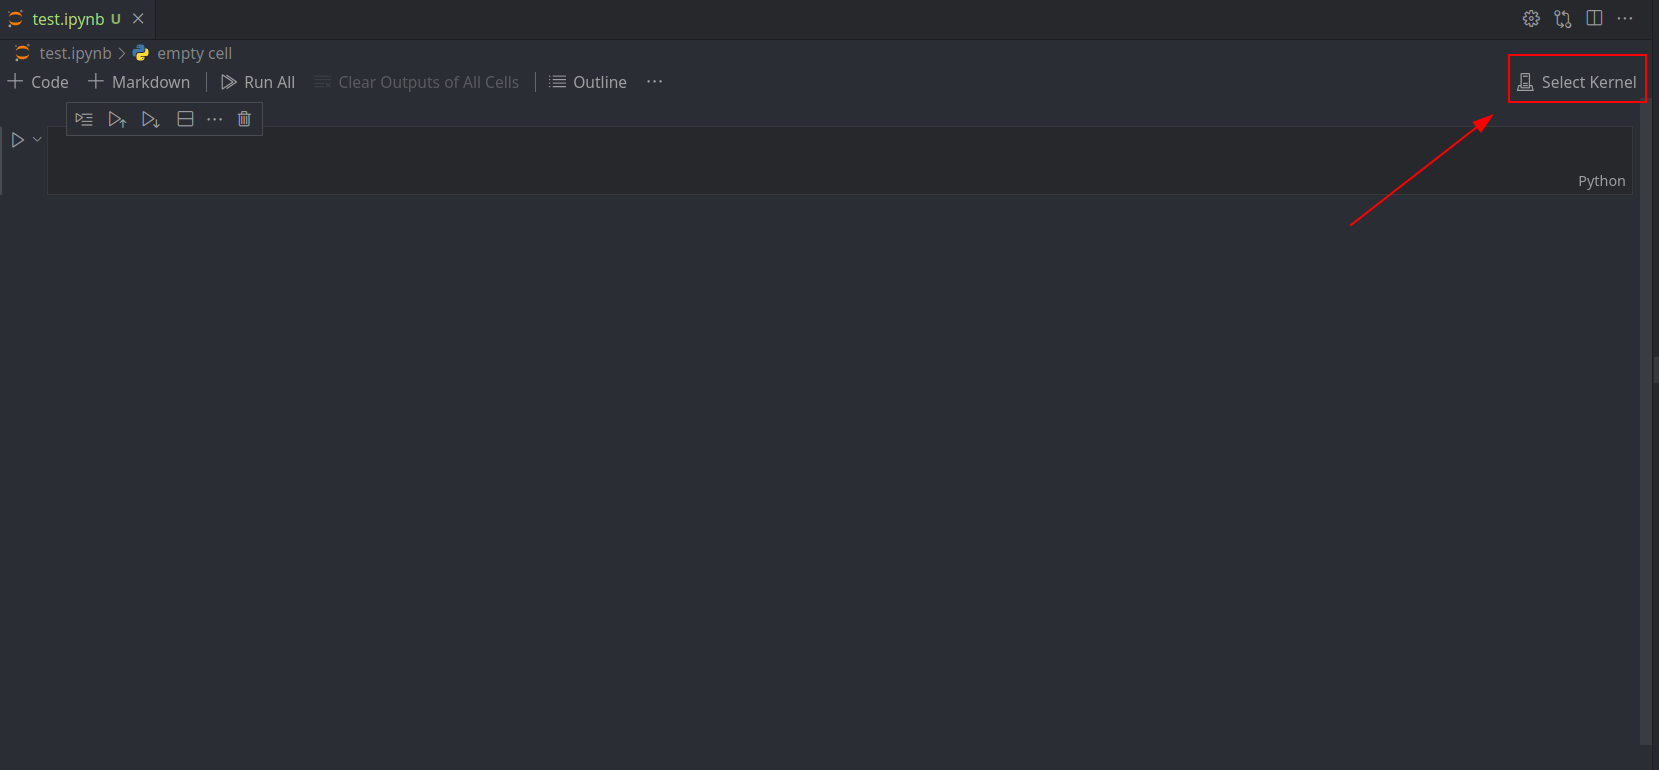 test.ipynb U
test.ipynb > empty cell
+ Code + Markdown | Run All Clear Outputs of All Cells | Outline ··· Select Kernel
Python